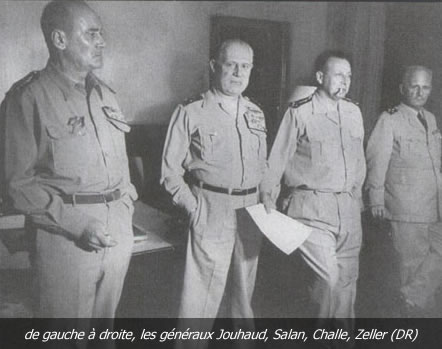 de gauche à droite, les généraux Jouhaud, Salan, Challe, Zeller (DR)